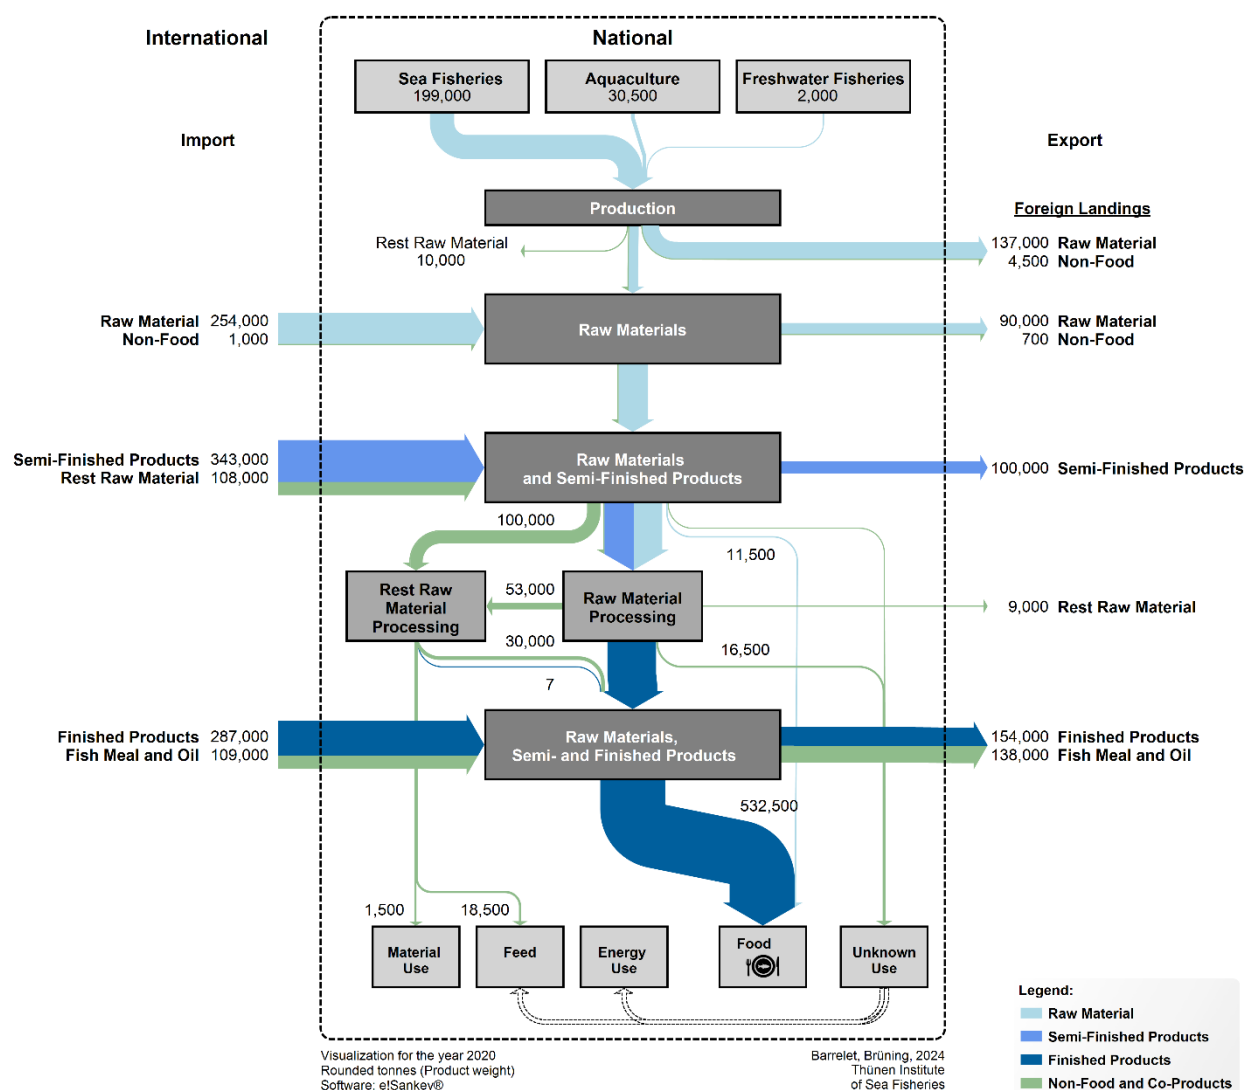 International
National
Sea Fisheries
199,000
Aquaculture
30,500
Freshwater Fisheries
2,000
Import
Export
Production
Foreign Landings
Rest Raw Material
10,000
137,000 Raw Material
4,500 Non-Food
Raw Material 254,000
Non-Food 1,000
Raw Materials
90,000 Raw Material
700 Non-Food
Semi-Finished Products 343,000
Rest Raw Material 108,000
Raw Materials
and Semi-Finished Products
100,000 Semi-Finished Products
100,000
11,500
Rest Raw
Material
Processing
53,000
Raw Material
Processing
9,000 Rest Raw Material
30,000
16,500
7
Finished Products 287,000
Fish Meal and Oil 109,000
Raw Materials,
Semi- and Finished Products
154,000 Finished Products
138,000 Fish Meal and Oil
532,500
1,500
18,500
Material
Use
Feed
Energy
Use
Food
Unknown
Use
Legend:
Raw Material
Semi-Finished Products
Finished Products
Non-Food and Co-Products
Visualization for the year 2020
Rounded tonnes (Product weight)
Software: e!Sankey®
Barrelet, Brüning, 2024
Thünen Institute
of Sea Fisheries